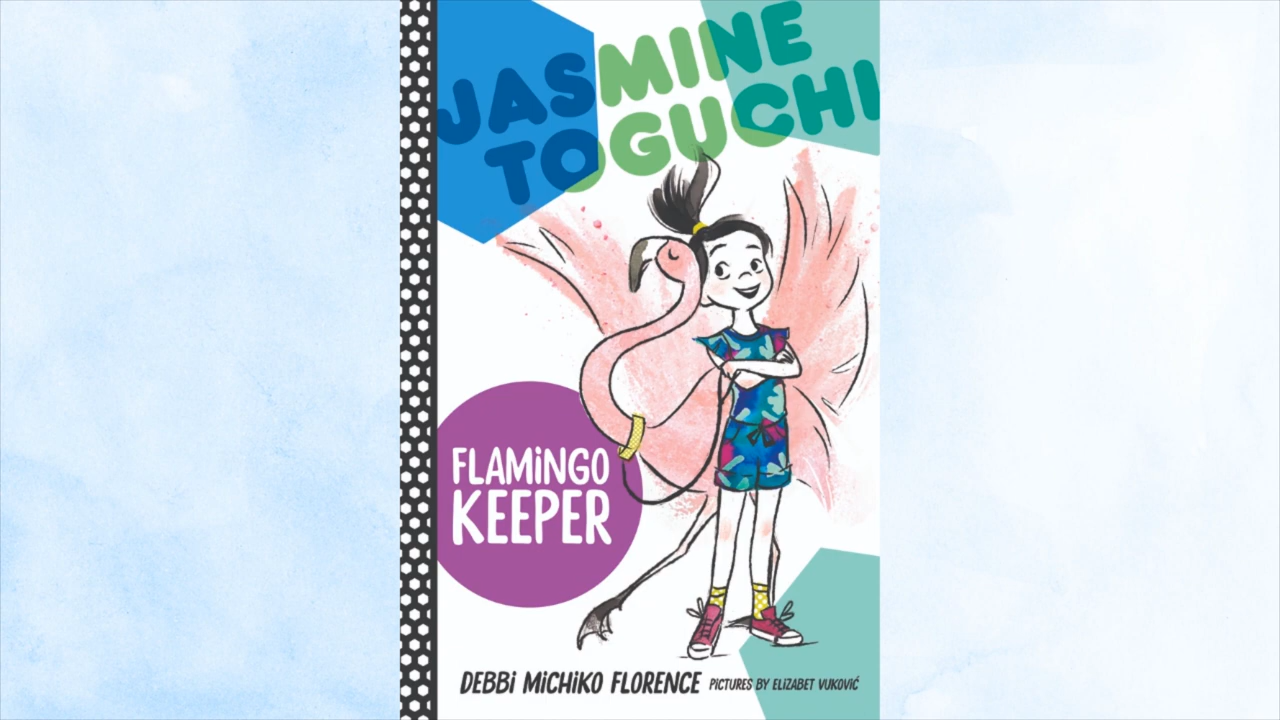 JASMINE
TOGUCHI
FLAMiNGO
KEEPER
DEBBi MiCHiKO FLORENCE PICTURES BY ELIZABET VUKOVIĆ